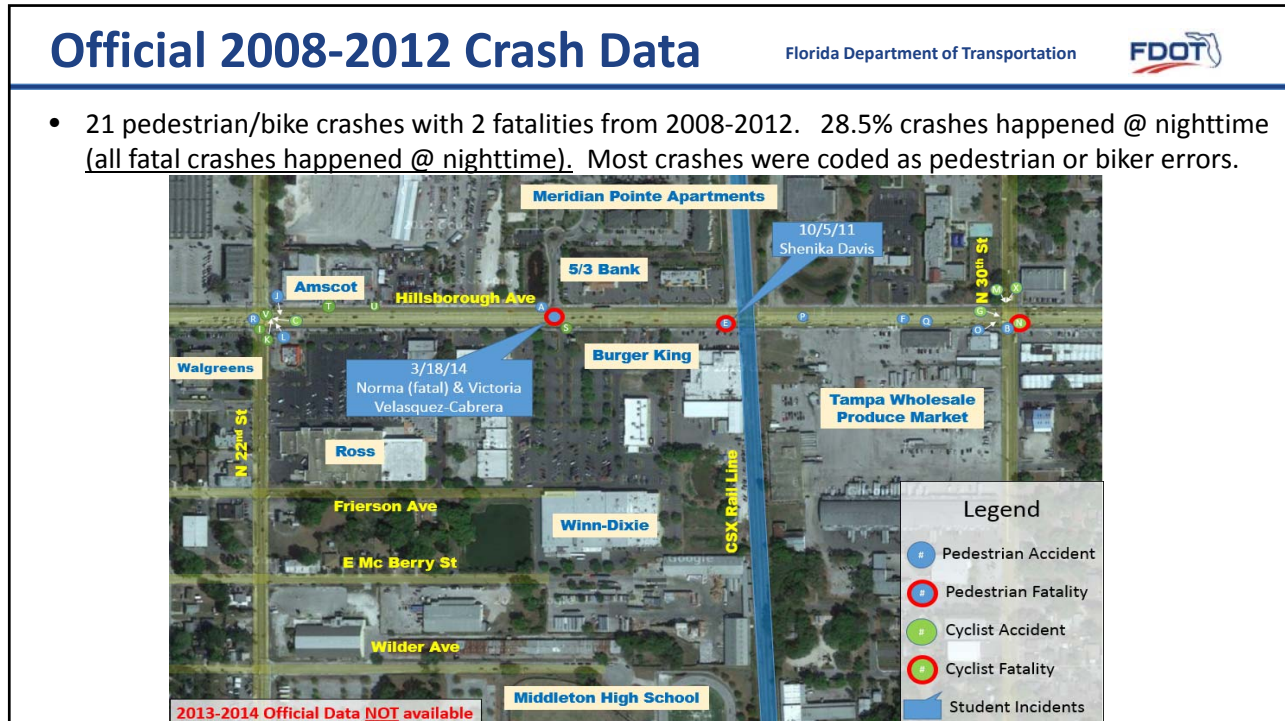 Official 2008-2012 Crash Data
Florida Department of Transportation
FDOT
• 21 pedestrian/bike crashes with 2 fatalities from 2008-2012. 28.5% crashes happened @ nighttime
(all fatal crashes happened @ nighttime). Most crashes were coded as pedestrian or biker errors.
Meridian Pointe Apartments
10/5/11
Shenika Davis
N 30th St
5/3 Bank
Amscot
Hillsborough Ave
J
T
U
A
M
X
R
V
C
I
K
L
S
E
P
F
Q
G
O
B
N
Walgreens
Burger King
3/18/14
Norma (fatal) & Victoria
Velasquez-Cabrera
Tampa Wholesale
Produce Market
N 22nd St
Ross
CSX Rail Line
Frierson Ave
Winn-Dixie
Google
E Mc Berry St
Wilder Ave
Middleton High School
2013-2014 Official Data NOT available
Legend
# Pedestrian Accident
# Pedestrian Fatality
# Cyclist Accident
# Cyclist Fatality
Student Incidents